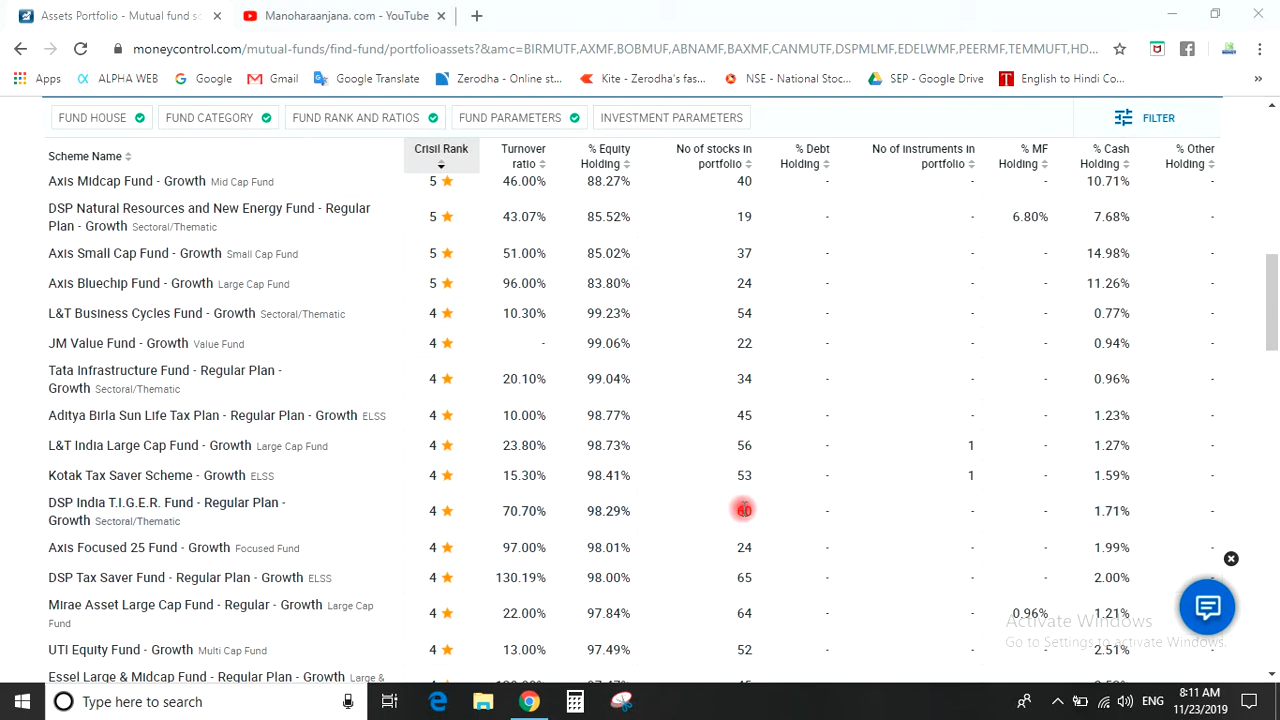 Assets Portfolio - Mutual fund sc
Manoharaanjana. com - YouTube
moneycontrol.com/mutual-funds/find-fund/portfolioassets?&amc=BIRMUTF,AXMF,BOBMUF,ABNAMF,BAXMF,CANMUTF,DSPMLMF,EDELWMF,PEERMF,TEMMUFT,HD...
Apps ALPHA WEB Google Gmail Google Translate Zerodha - Online st... Kite - Zerodha's fas... NSE - National Stoc... SEP - Google Drive English to Hindi Co... »
FUND HOUSE FUND CATEGORY FUND RANK AND RATIOS FUND PARAMETERS INVESTMENT PARAMETERS FILTER
Scheme Name Crisil Rank Turnover ratio % Equity Holding No of stocks in portfolio % Debt Holding No of instruments in portfolio % MF Holding % Cash Holding % Other Holding
Axis Midcap Fund - Growth Mid Cap Fund 5 46.00% 88.27% 40 - - - 10.71% -
DSP Natural Resources and New Energy Fund - Regular
Plan - Growth Sectoral/Thematic 5 43.07% 85.52% 19 - - 6.80% 7.68% -
Axis Small Cap Fund - Growth Small Cap Fund 5 51.00% 85.02% 37 - - - 14.98% -
Axis Bluechip Fund - Growth Large Cap Fund 5 96.00% 83.80% 24 - - - 11.26% -
L&T Business Cycles Fund - Growth Sectoral/Thematic 4 10.30% 99.23% 54 - - - 0.77% -
JM Value Fund - Growth Value Fund 4 - 99.06% 22 - - - 0.94% -
Tata Infrastructure Fund - Regular Plan -
Growth Sectoral/Thematic 4 20.10% 99.04% 34 - - - 0.96% -
Aditya Birla Sun Life Tax Plan - Regular Plan - Growth ELSS 4 10.00% 98.77% 45 - - - 1.23% -
L&T India Large Cap Fund - Growth Large Cap Fund 4 23.80% 98.73% 56 - 1 - 1.27% -
Kotak Tax Saver Scheme - Growth ELSS 4 15.30% 98.41% 53 - 1 - 1.59% -
DSP India T.I.G.E.R. Fund - Regular Plan -
Growth Sectoral/Thematic 4 70.70% 98.29% 60 - - - 1.71% -
Axis Focused 25 Fund - Growth Focused Fund 4 97.00% 98.01% 24 - - - 1.99% -
DSP Tax Saver Fund - Regular Plan - Growth ELSS 4 130.19% 98.00% 65 - - - 2.00% -
Mirae Asset Large Cap Fund - Regular - Growth Large Cap
Fund 4 22.00% 97.84% 64 - - 0.96% 1.21% -
UTI Equity Fund - Growth Multi Cap Fund 4 13.00% 97.49% 52 - - - 2.51% -
Essel Large & Midcap Fund - Regular Plan - Growth Large &
Activate Windows
Go to Settings to activate Windows.
Type here to search
ENG
8:11 AM
11/23/2019